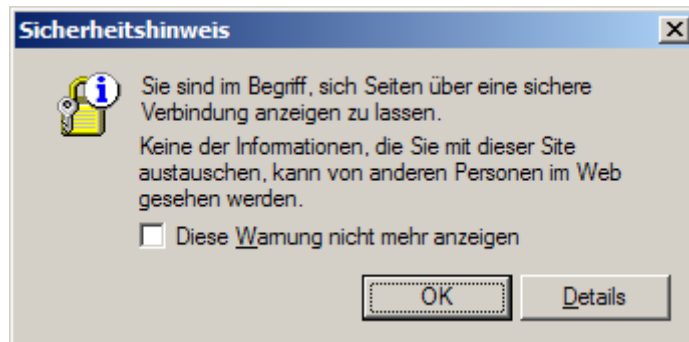 Sicherheitshinweis
Sie sind im Begriff, sich Seiten über eine sichere
Verbindung anzeigen zu lassen.
Keine der Informationen, die Sie mit dieser Site
austauschen, kann von anderen Personen im Web
gesehen werden.
Diese Warnung nicht mehr anzeigen
OK Details